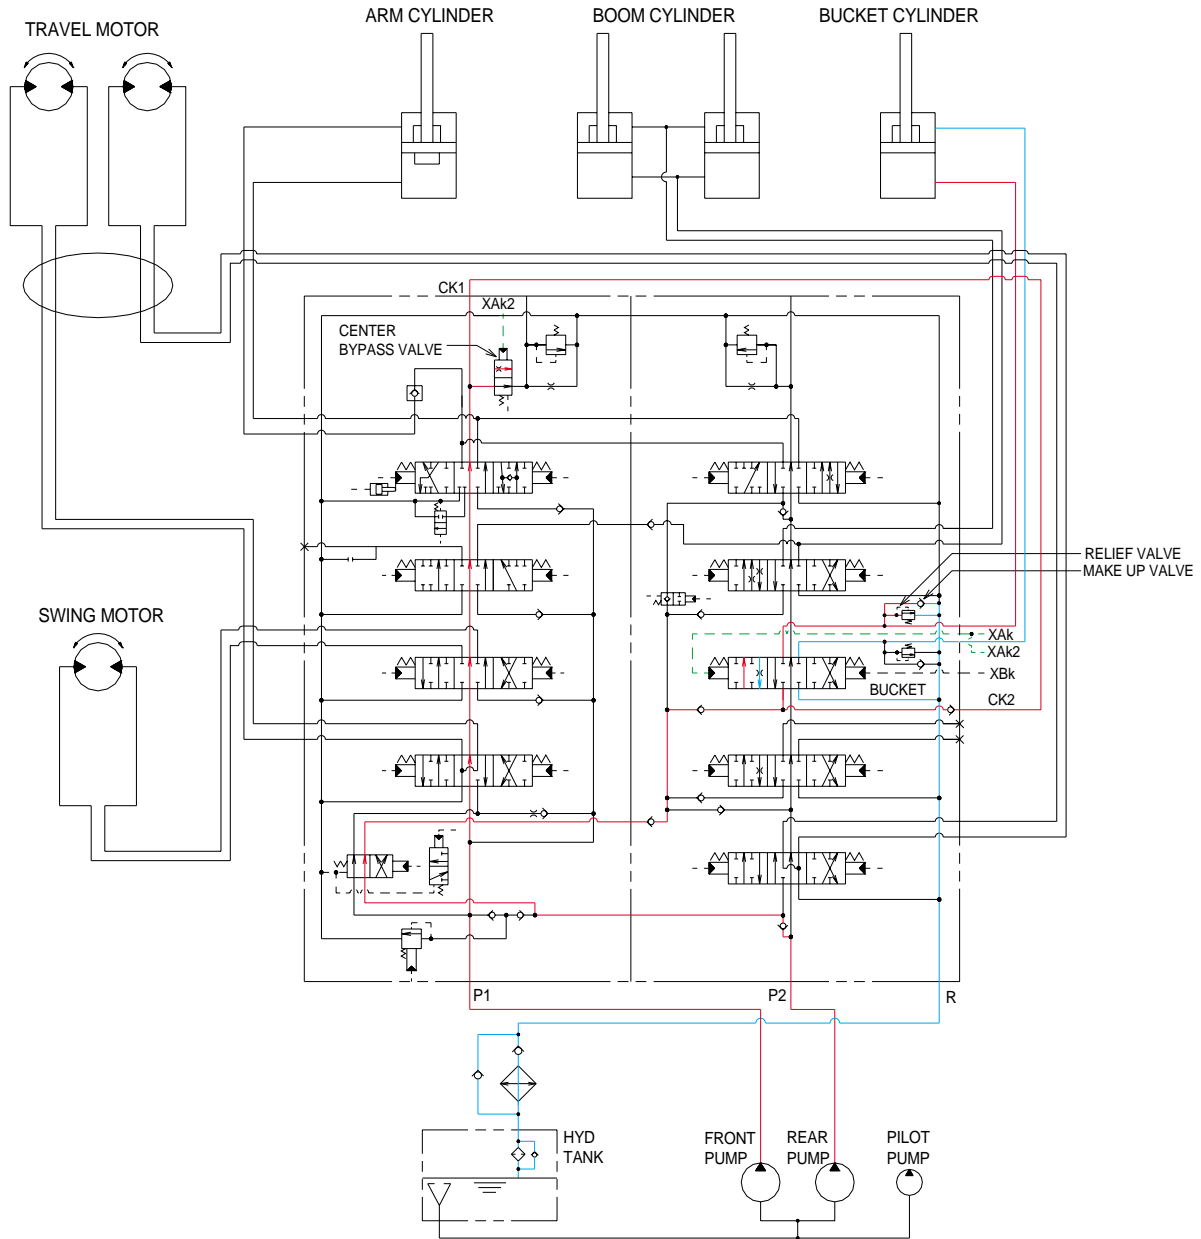 ARM CYLINDER
BOOM CYLINDER
BUCKET CYLINDER
TRAVEL MOTOR
CK1
XAk2
CENTER
BYPASS VALVE
RELIEF VALVE
MAKE UP VALVE
SWING MOTOR
XAk
XAk2
XBk
BUCKET
CK2
P1
P2
R
HYD
TANK
FRONT
PUMP
REAR
PUMP
PILOT
PUMP